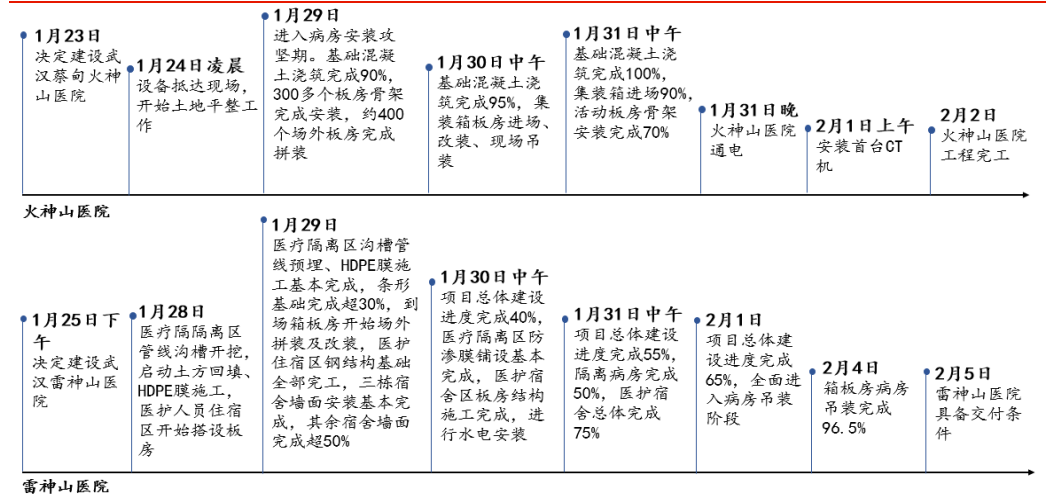 1月23日
决定建设武
汉蔡甸火神
山医院
1月24日凌晨
设备抵达现场,
开始土地平整工
作
1月29日
进入病房安装攻
坚期。基础混凝
土浇筑完成90%,
300多个板房骨架
完成安装, 约400
个场外板房完成
拼装
1月30日中午
基础混凝土浇
筑完成95%, 集
装箱板房进场、
改装、现场吊
装
1月31日中午
基础混凝土浇
筑完成100%,
集装箱进场90%,
活动板房骨架
安装完成70%
1月31日晚
火神山医院
通电
2月1日上午
安装首台CT
机
2月2日
火神山医院
工程完工
火神山医院
1月25日下
午
决定建设武
汉雷神山医
院
1月28日
医疗隔隔离区
管线沟槽开挖,
启动土方回填、
HDPE膜施工,
医护人员住宿
区开始搭设板
房
1月29日
医疗隔离区沟槽管
线预埋、HDPE膜施
工基本完成, 条形
基础完成超30%, 到
场箱板房开始场外
拼装及改装, 医护
住宿区钢结构基础
全部完工, 三栋宿
舍墙面安装基本完
成, 其余宿舍墙面
完成超50%
1月30日中午
项目总体建设
进度完成40%,
医疗隔离区防
渗膜铺设基本
完成, 医护宿
舍区板房结构
施工完成, 进
行水电安装
1月31日中午
项目总体建设
进度完成55%,
隔离病房完成
50%, 医护宿
舍总体完成
75%
2月1日
项目总体建
设进度完成
65%, 全面进
入病房吊装
阶段
2月4日
箱板房病房
吊装完成
96.5%
2月5日
雷神山医院
具备交付条
件
雷神山医院